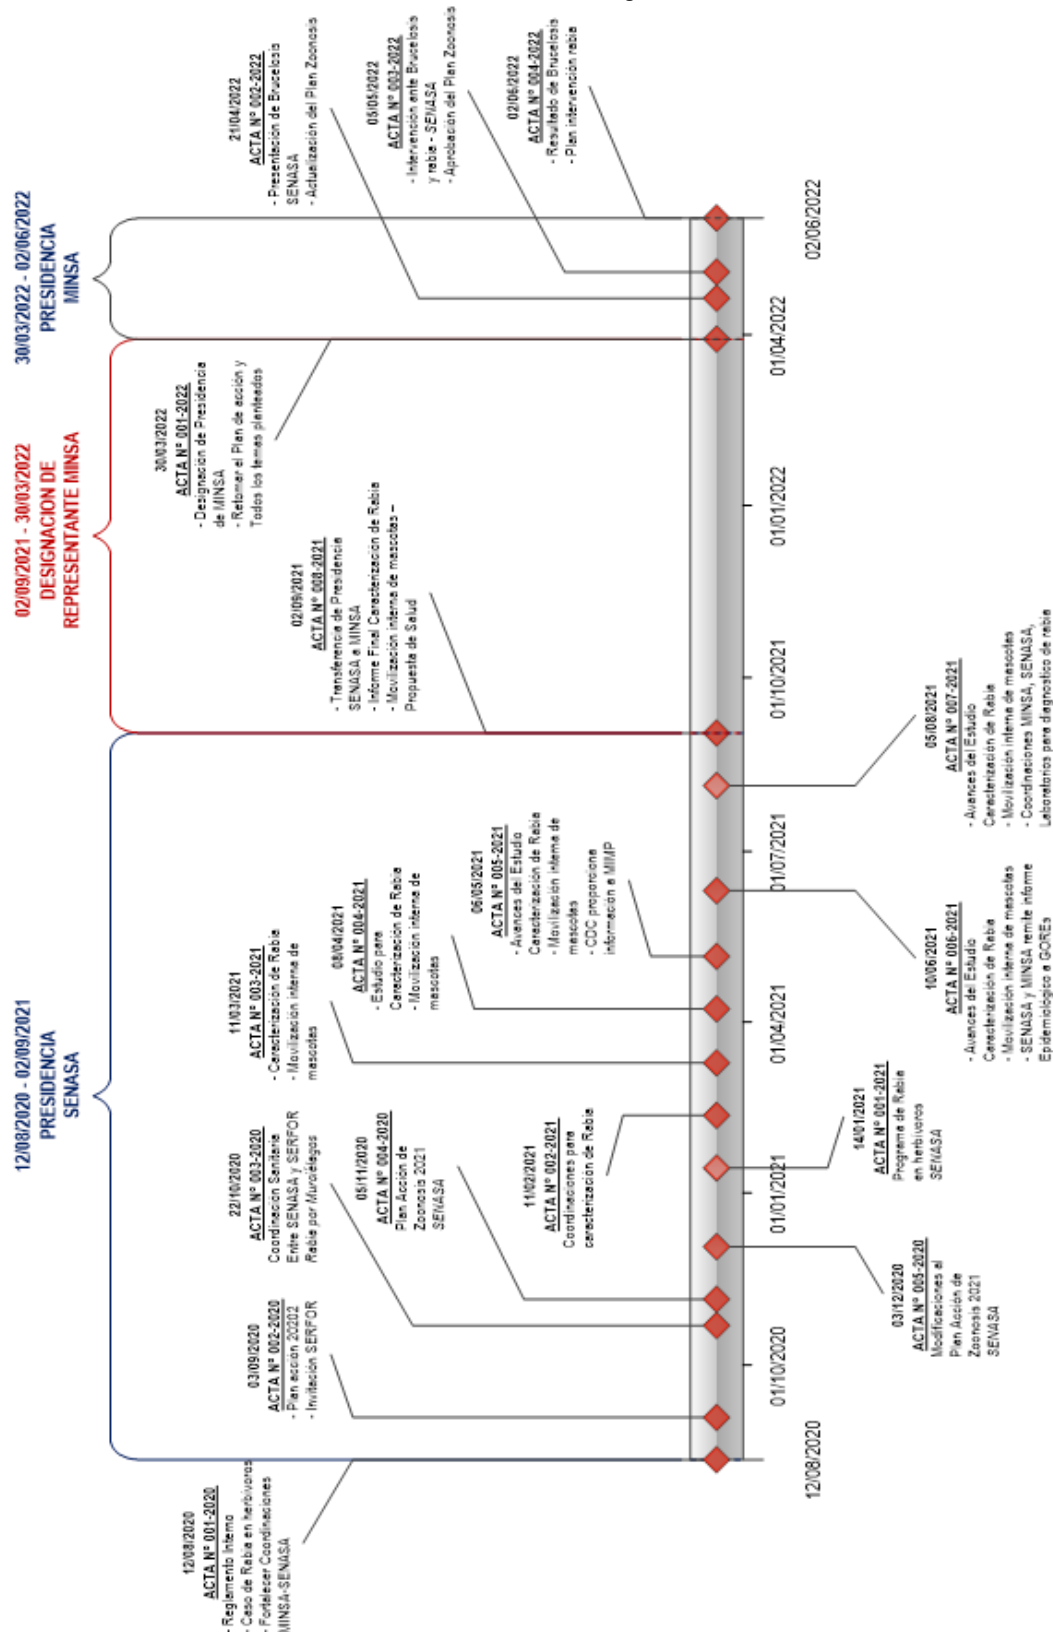 12/08/2020 - 02/09/2021
PRESIDENCIA
SENASA
02/09/2021 - 30/03/2022
DESIGNACION DE
REPRESENTANTE MINSA
30/03/2022 - 02/06/2022
PRESIDENCIA
MINSA
12/08/2020
ACTA Nº 001-2020
- Reglamento Interno
- Caso de Rabia en herbívoros
- Fortalecer Coordinaciones
MINSA-SENASA
03/09/2020
ACTA Nº 002-2020
- Plan acción 20202
- Invitación SERFOR
22/10/2020
ACTA Nº 003-2020
Coordinación Sanitaria
Entre SENASA y SERFOR
Rabia por Murciélagos
05/11/2020
ACTA Nº 004-2020
Plan Acción de
Zoonosis 2021
SENASA
11/02/2021
ACTA Nº 002-2021
Coordinaciones para
caracterización de Rabia
11/03/2021
ACTA Nº 003-2021
- Caracterización de Rabia
- Movilización interna de
mascotas
08/04/2021
ACTA Nº 004-2021
- Estudio para
Caracterización de Rabia
- Movilización interna de
mascotas
06/05/2021
ACTA Nº 005-2021
- Avances del Estudio
Caracterización de Rabia
- Movilización interna de
mascotas
- CDC proporciona
información a MIMP
02/09/2021
ACTA Nº 008-2021
- Transferencia de Presidencia
SENASA a MINSA
- Informe Final Caracterización de Rabia
- Movilización interna de mascotas –
Propuesta de Salud
30/03/2022
ACTA Nº 001-2022
- Designación de Presidencia
de MINSA
- Retomar el Plan de acción y
Todos los temas planteados
21/04/2022
ACTA Nº 002-2022
- Presentación de Brucelosis
SENASA
- Actualización del Plan Zoonosis
05/05/2022
ACTA Nº 003-2022
- Intervención ante Brucelosis
y rabia - SENASA
- Aprobación del Plan Zoonosis
02/06/2022
ACTA Nº 004-2022
- Resultado de Brucelosis
- Plan intervención rabia
12/08/2020
01/10/2020
01/01/2021
01/04/2021
01/07/2021
01/10/2021
01/01/2022
01/04/2022
02/06/2022
03/12/2020
ACTA Nº 005-2020
Modificaciones al
Plan Acción de
Zoonosis 2021
SENASA
14/01/2021
ACTA Nº 001-2021
Programa de Rabia
en herbívoros
SENASA
10/06/2021
ACTA Nº 006-2021
- Avances del Estudio
Caracterización de Rabia
- Movilización interna de mascotas
- SENASA y MINSA remite informe
Epidemiológico a GOREs
05/08/2021
ACTA Nº 007-2021
- Avances del Estudio
Caracterización de Rabia
- Movilización interna de mascotas
- Coordinaciones MINSA, SENASA,
Laboratorios para diagnostico de rabia